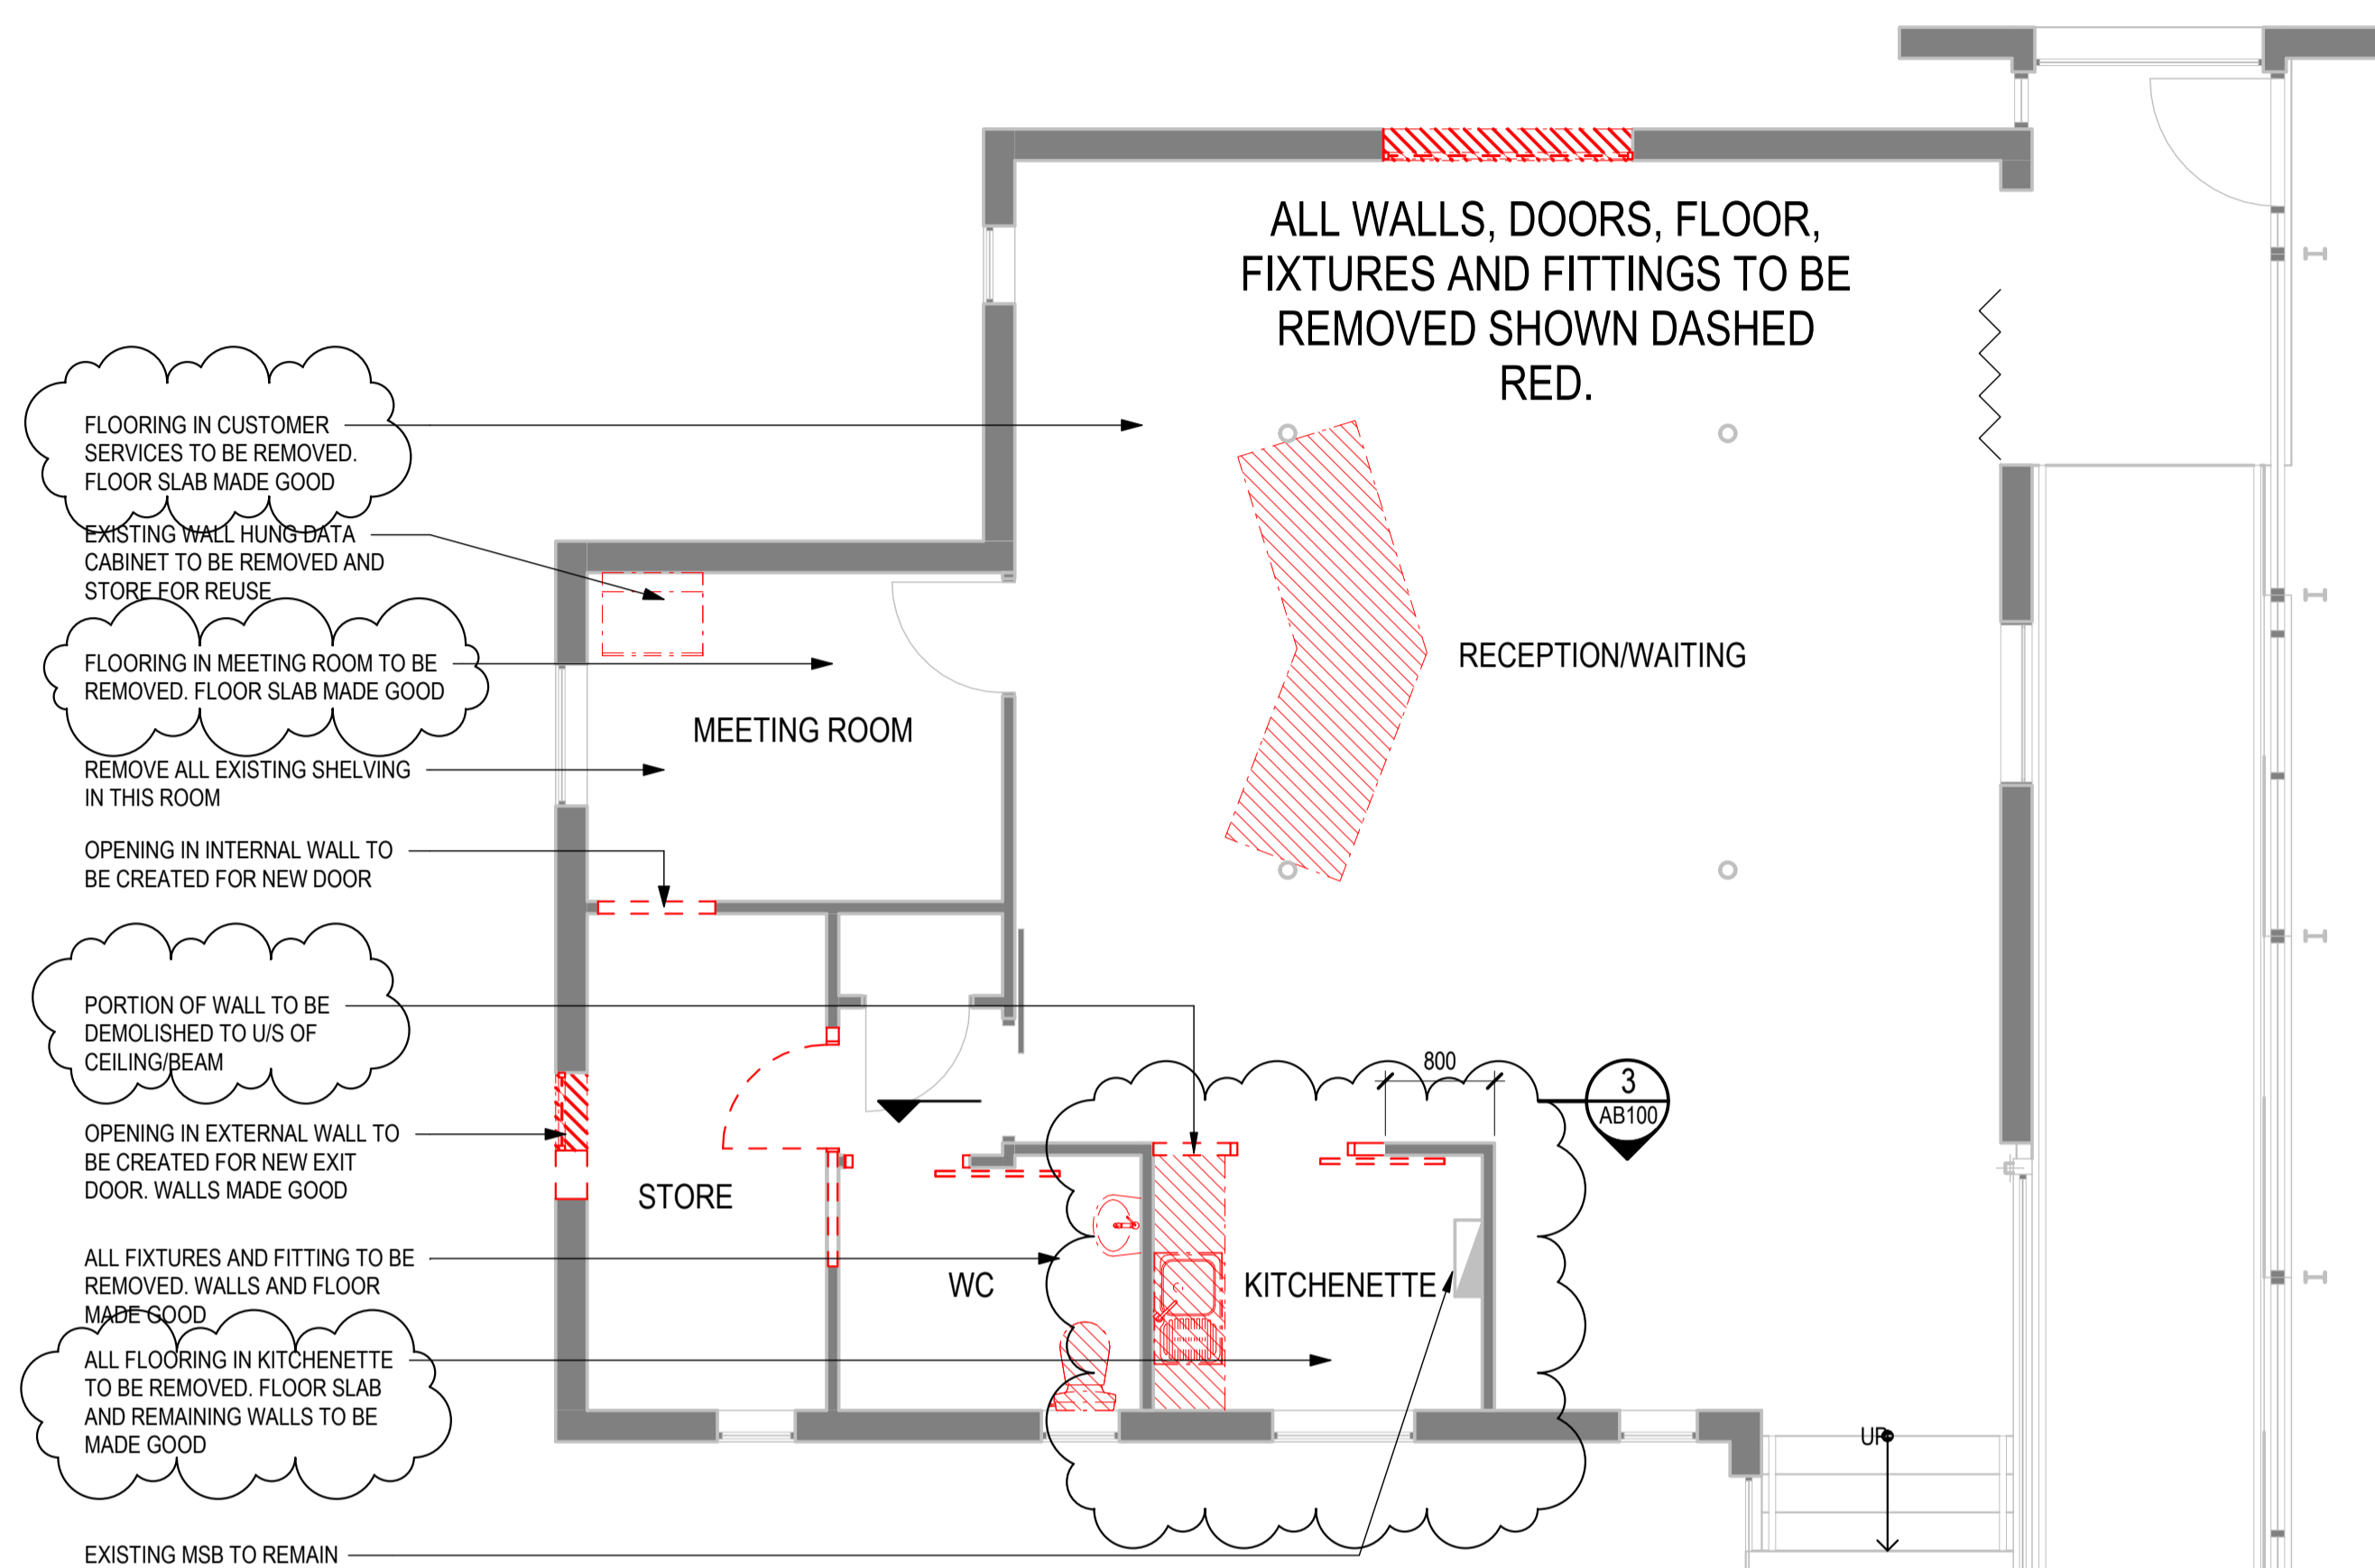 ALL WALLS, DOORS, FLOOR,
FIXTURES AND FITTINGS TO BE
REMOVED SHOWN DASHED
RED.
FLOORING IN CUSTOMER
SERVICES TO BE REMOVED.
FLOOR SLAB MADE GOOD
EXISTING WALL HUNG DATA
CABINET TO BE REMOVED AND
STORE FOR REUSE
FLOORING IN MEETING ROOM TO BE
REMOVED. FLOOR SLAB MADE GOOD
RECEPTION/WAITING
MEETING ROOM
REMOVE ALL EXISTING SHELVING
IN THIS ROOM
OPENING IN INTERNAL WALL TO
BE CREATED FOR NEW DOOR
PORTION OF WALL TO BE
DEMOLISHED TO U/S OF
CEILING/BEAM
800
3
AB100
OPENING IN EXTERNAL WALL TO
BE CREATED FOR NEW EXIT
DOOR. WALLS MADE GOOD
STORE
ALL FIXTURES AND FITTING TO BE
REMOVED. WALLS AND FLOOR
MADE GOOD
WC
KITCHENETTE
ALL FLOORING IN KITCHENETTE
TO BE REMOVED. FLOOR SLAB
AND REMAINING WALLS TO BE
MADE GOOD
UP
EXISTING MSB TO REMAIN